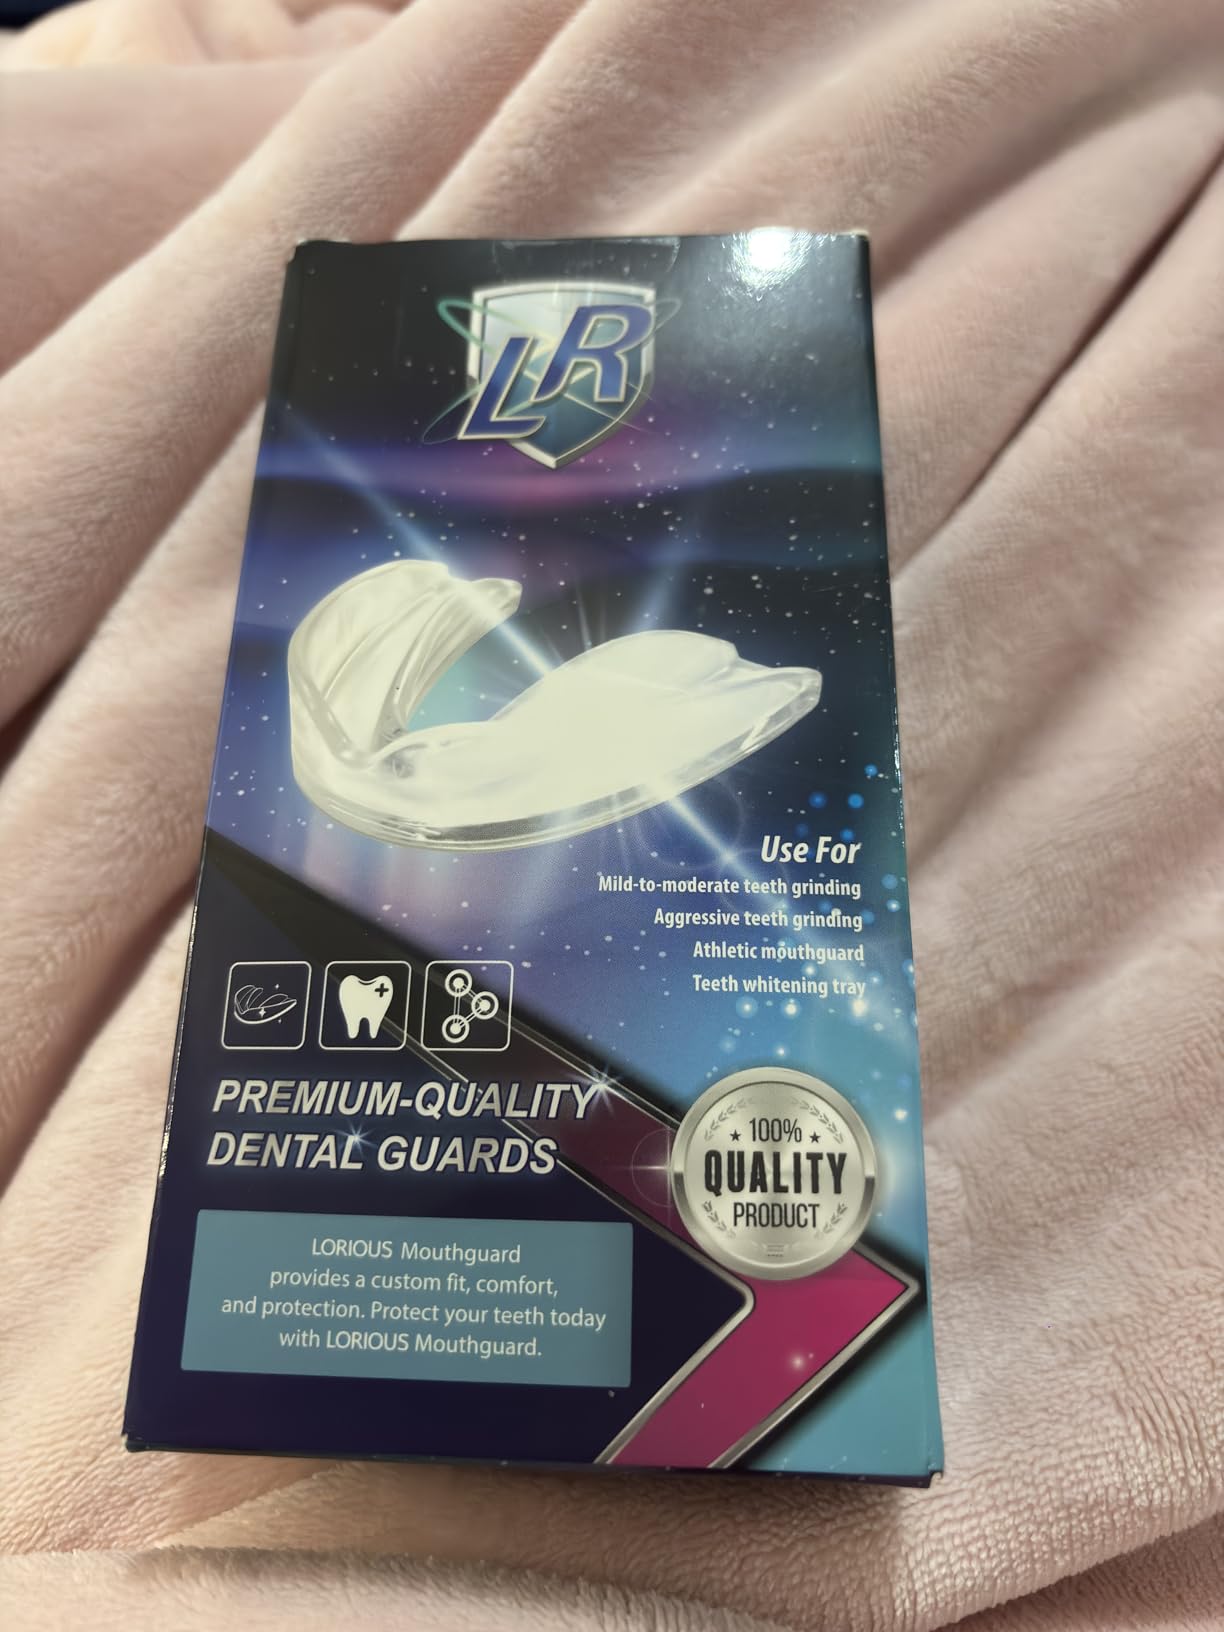 LR
Use For
Mild-to-moderate teeth grinding
Aggressive teeth grinding
Athletic mouthguard
Teeth whitening tray
PREMIUM-QUALITY
DENTAL GUARDS
100%
QUALITY
PRODUCT
LORIOUS Mouthguard
provides a custom fit, comfort,
and protection. Protect your teeth today
with LORIOUS Mouthguard.